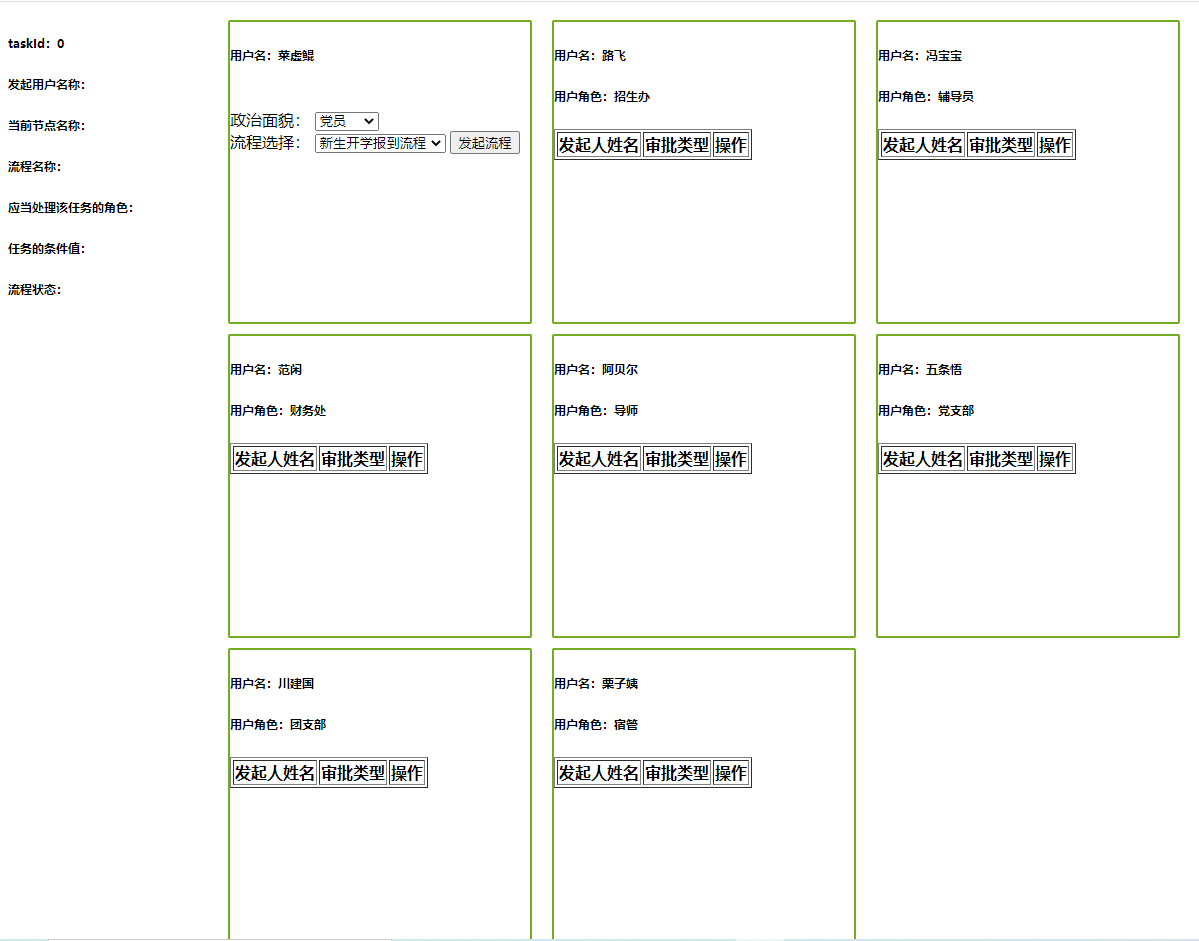 taskId：0
发起用户名称：
当前节点名称：
流程名称：
应当处理该任务的角色：
任务的条件值：
流程状态：
用户名：菜虚鲲
政治面貌： 党员
流程选择： 新生开学报到流程 发起流程
用户名：路飞
用户角色：招生办
发起人姓名 审批类型 操作
用户名：冯宝宝
用户角色：辅导员
发起人姓名 审批类型 操作
用户名：范闲
用户角色：财务处
发起人姓名 审批类型 操作
用户名：阿贝尔
用户角色：导师
发起人姓名 审批类型 操作
用户名：五条悟
用户角色：党支部
发起人姓名 审批类型 操作
用户名：川建国
用户角色：团支部
发起人姓名 审批类型 操作
用户名：栗子姨
用户角色：宿管
发起人姓名 审批类型 操作